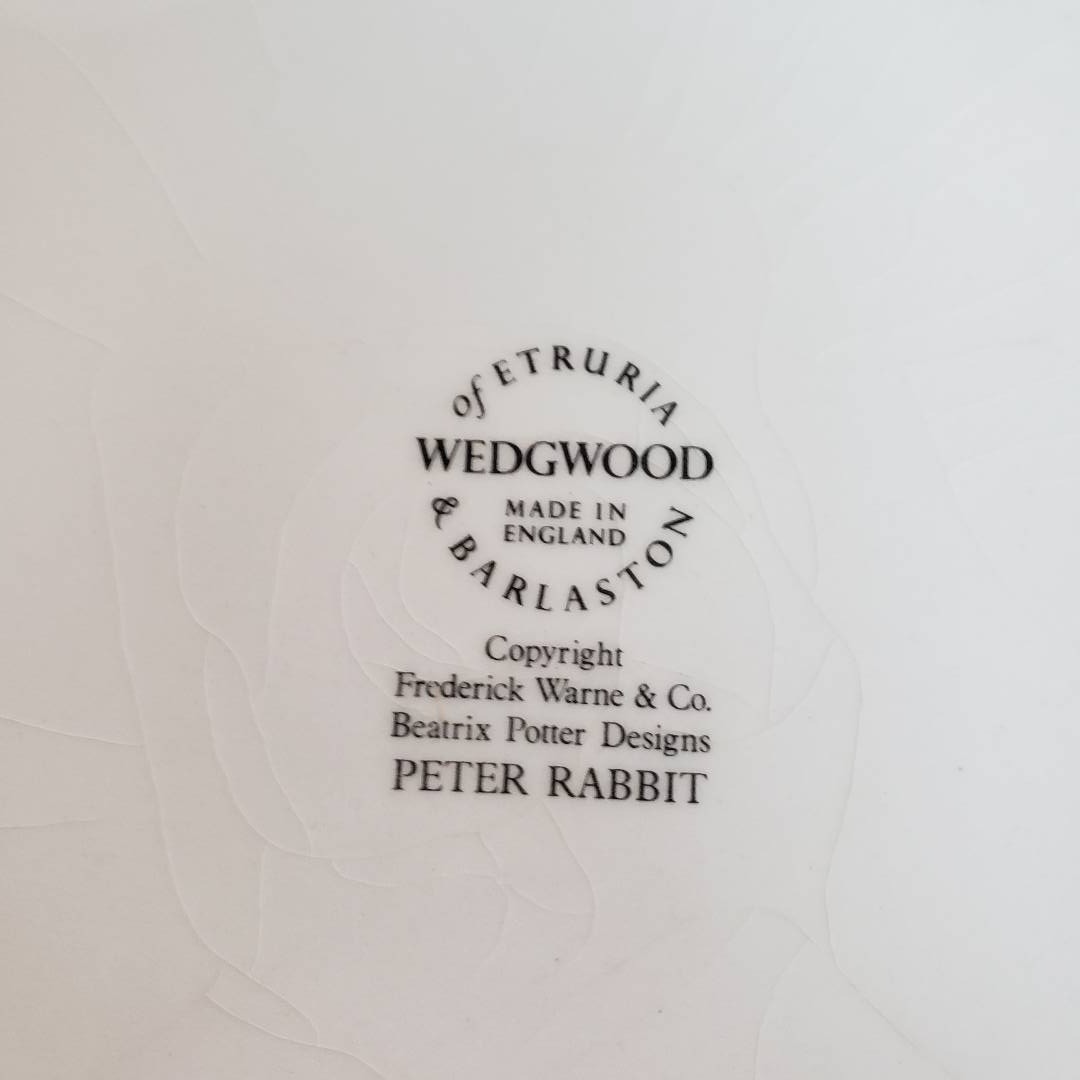 of ETRURIA
WEDGWOOD
MADE IN
ENGLAND
& BARLASTON
Copyright
Frederick Warne & Co.
Beatrix Potter Designs
PETER RABBIT